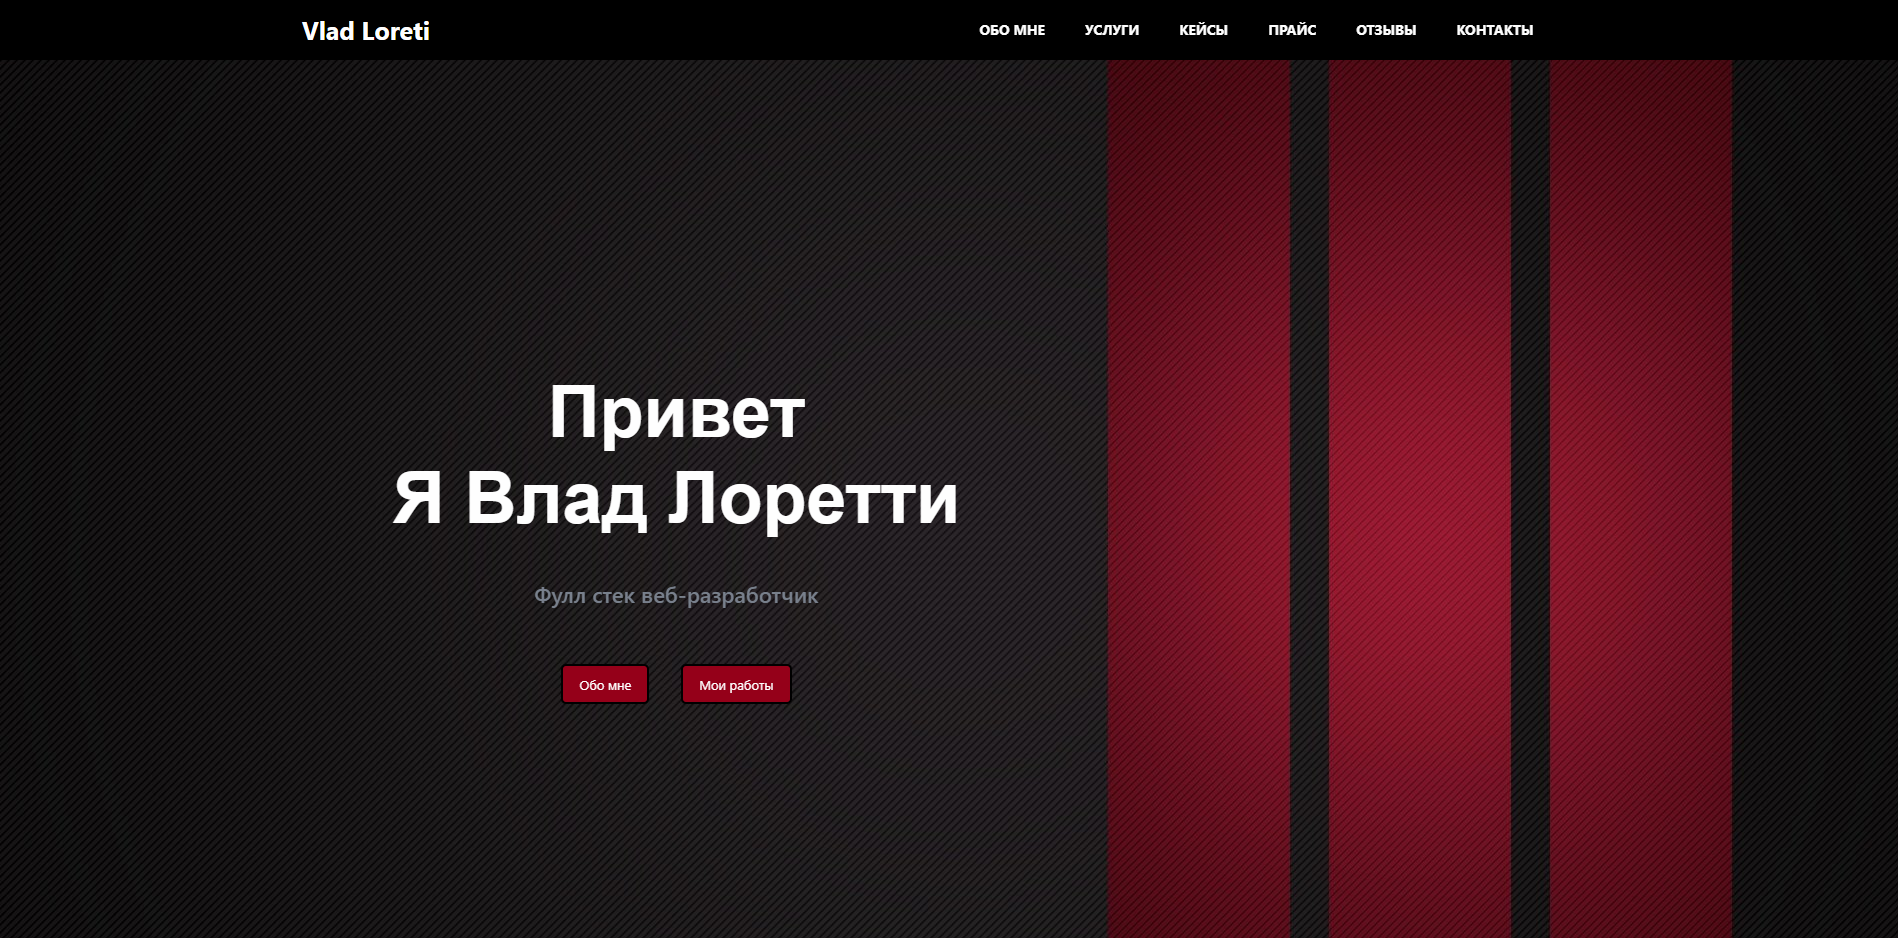 Vlad Loreti
ОБО МНЕ УСЛУГИ КЕЙСЫ ПРАЙС ОТЗЫВЫ КОНТАКТЫ
Привет
Я Влад Лоретти
Фулл стек веб-разработчик
Обо мне Мои работы